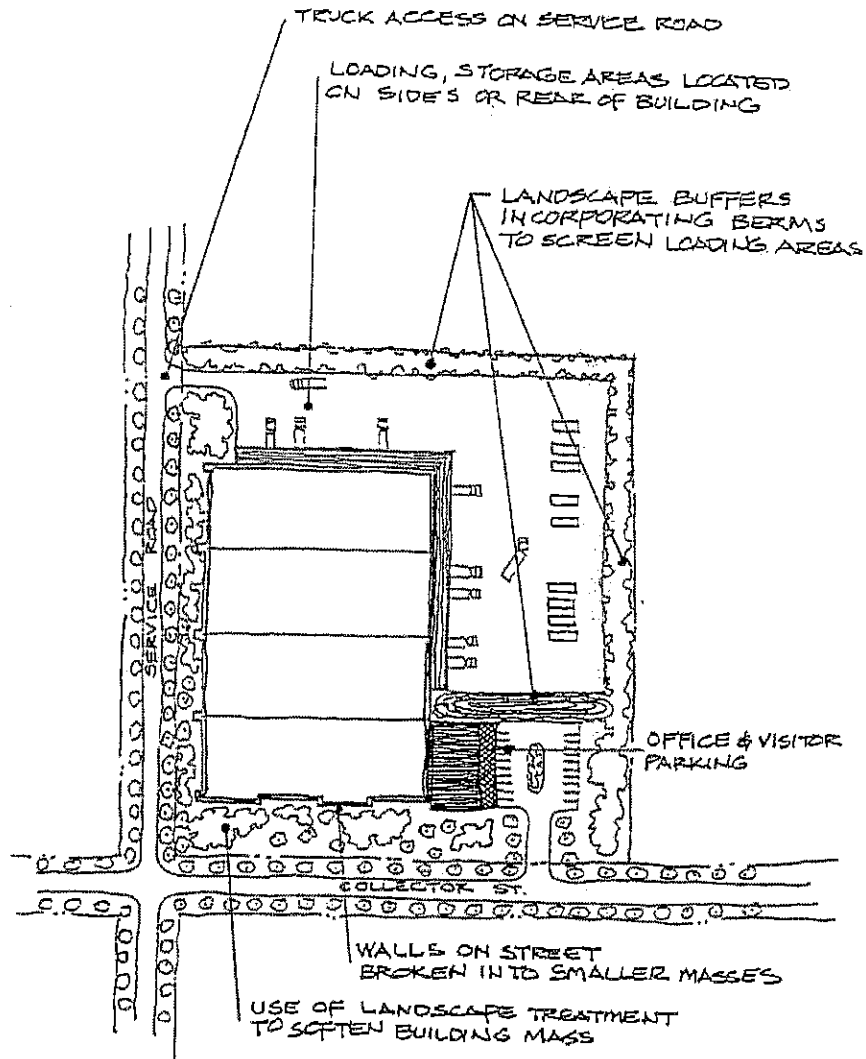 TRUCK ACCESS ON SERVICE ROAD
LOADING, STORAGE AREAS LOCATED
ON SIDES OR REAR OF BUILDING
LANDSCAPE BUFFERS
INCORPORATING BERMS
TO SCREEN LOADING AREAS
SERVICE ROAD
OFFICE & VISITOR
PARKING
COLLECTOR ST.
WALLS ON STREET
BROKEN INTO SMALLER MASSES
USE OF LANDSCAPE TREATMENT
TO SOFTEN BUILDING MASS